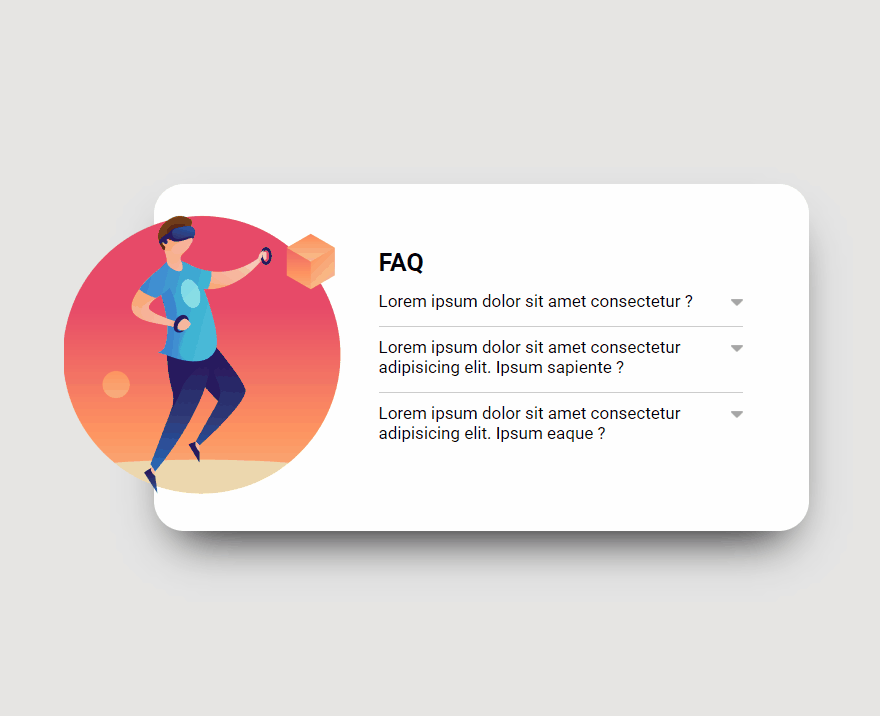 FAQ
Lorem ipsum dolor sit amet consectetur ?
Lorem ipsum dolor sit amet consectetur
adipisicing elit. Ipsum sapiente ?
Lorem ipsum dolor sit amet consectetur
adipisicing elit. Ipsum eaque ?